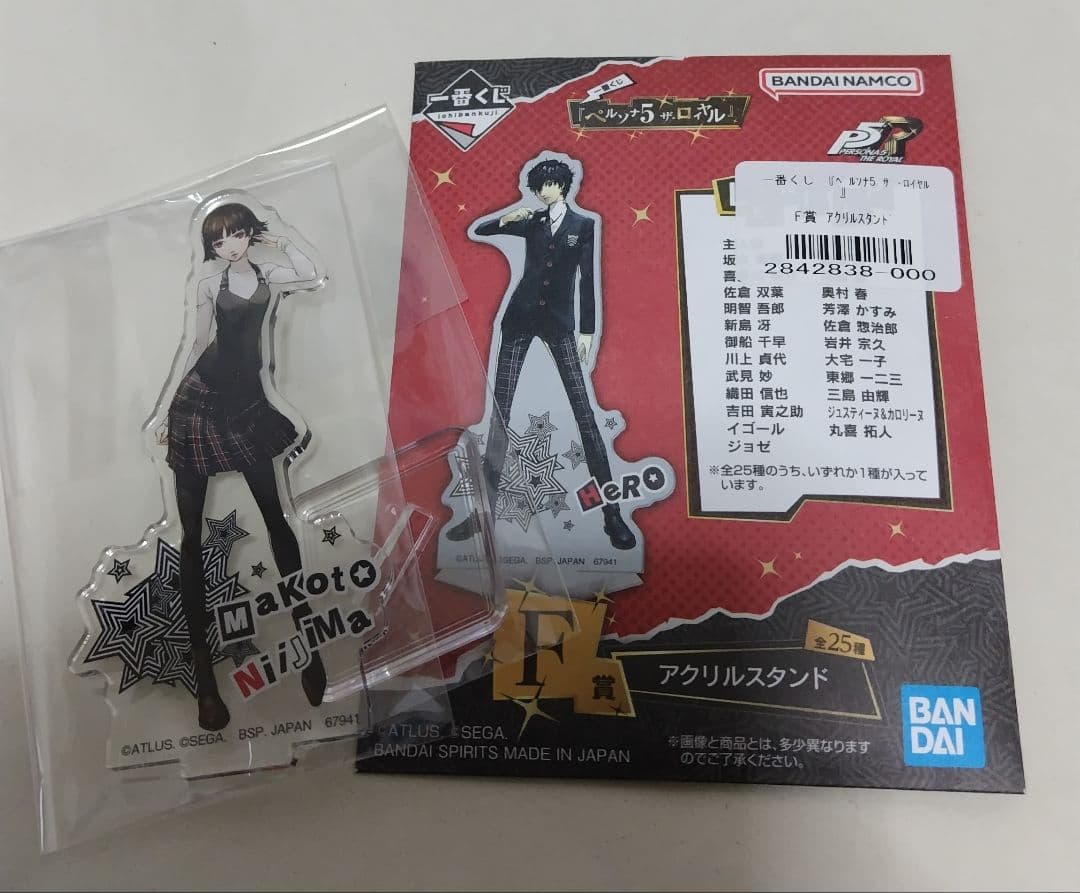 一番くじ
ichibankuji
一番くじ
『ペルソナ5 ザ・ロイヤル』
BANDAI NAMCO
P5R
PERSONA5
THE ROYAL
一番くじ 『ペルソナ5 ザ・ロイヤル
』
F賞 アクリルスタンド
2842838-000
主
坂
喜
佐倉 双葉 奥村 春
明智 吾郎 芳澤 かすみ
新島 冴 佐倉 惣治郎
御船 千早 岩井 宗久
川上 貞代 大宅 一子
武見 妙 東郷 一二三
織田 信也 三島 由輝
吉田 寅之助 ジュスティーヌ&カロリーヌ
イゴール 丸喜 拓人
ジョゼ
※全25種のうち、いずれか1種が入って
います。
HeRO
©ATLUS. ©SEGA. BSP. JAPAN 67941
MaKotO
NiijiMa
©ATLUS. ©SEGA. BSP. JAPAN 67941
F賞
全25種
アクリルスタンド
©ATLUS. ©SEGA.
BANDAI SPIRITS MADE IN JAPAN
※画像と商品とは、多少異なります
のでご了承ください。
BAN
DAI